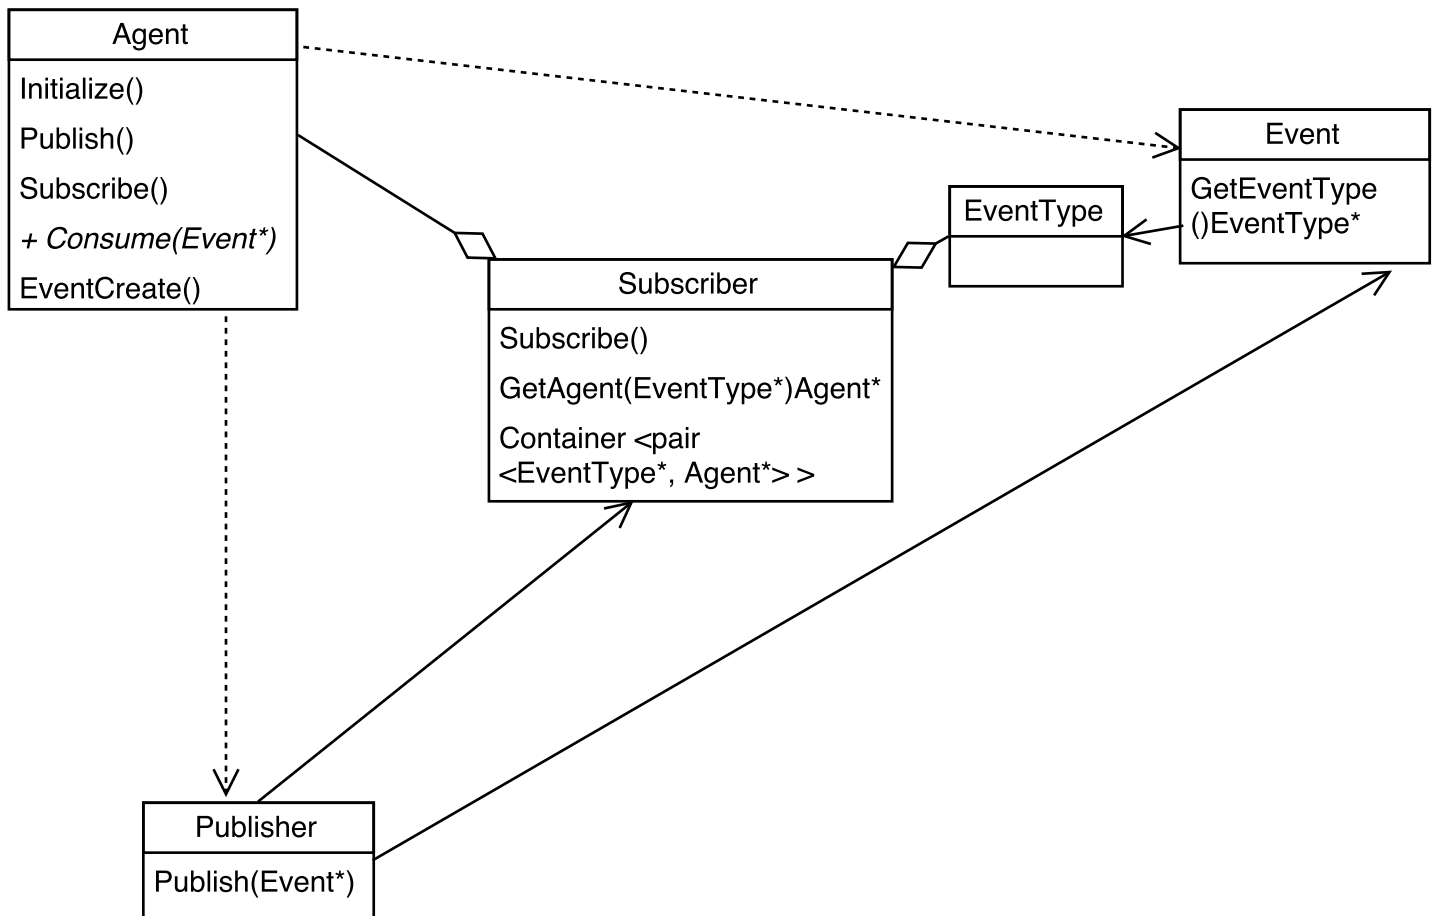 Agent
Initialize()
Publish()
Subscribe()
+ Consume(Event*)
EventCreate()
Event
GetEventType
()EventType*
EventType
Subscriber
Subscribe()
GetAgent(EventType*)Agent*
Container <pair
<EventType*, Agent*> >
Publisher
Publish(Event*)